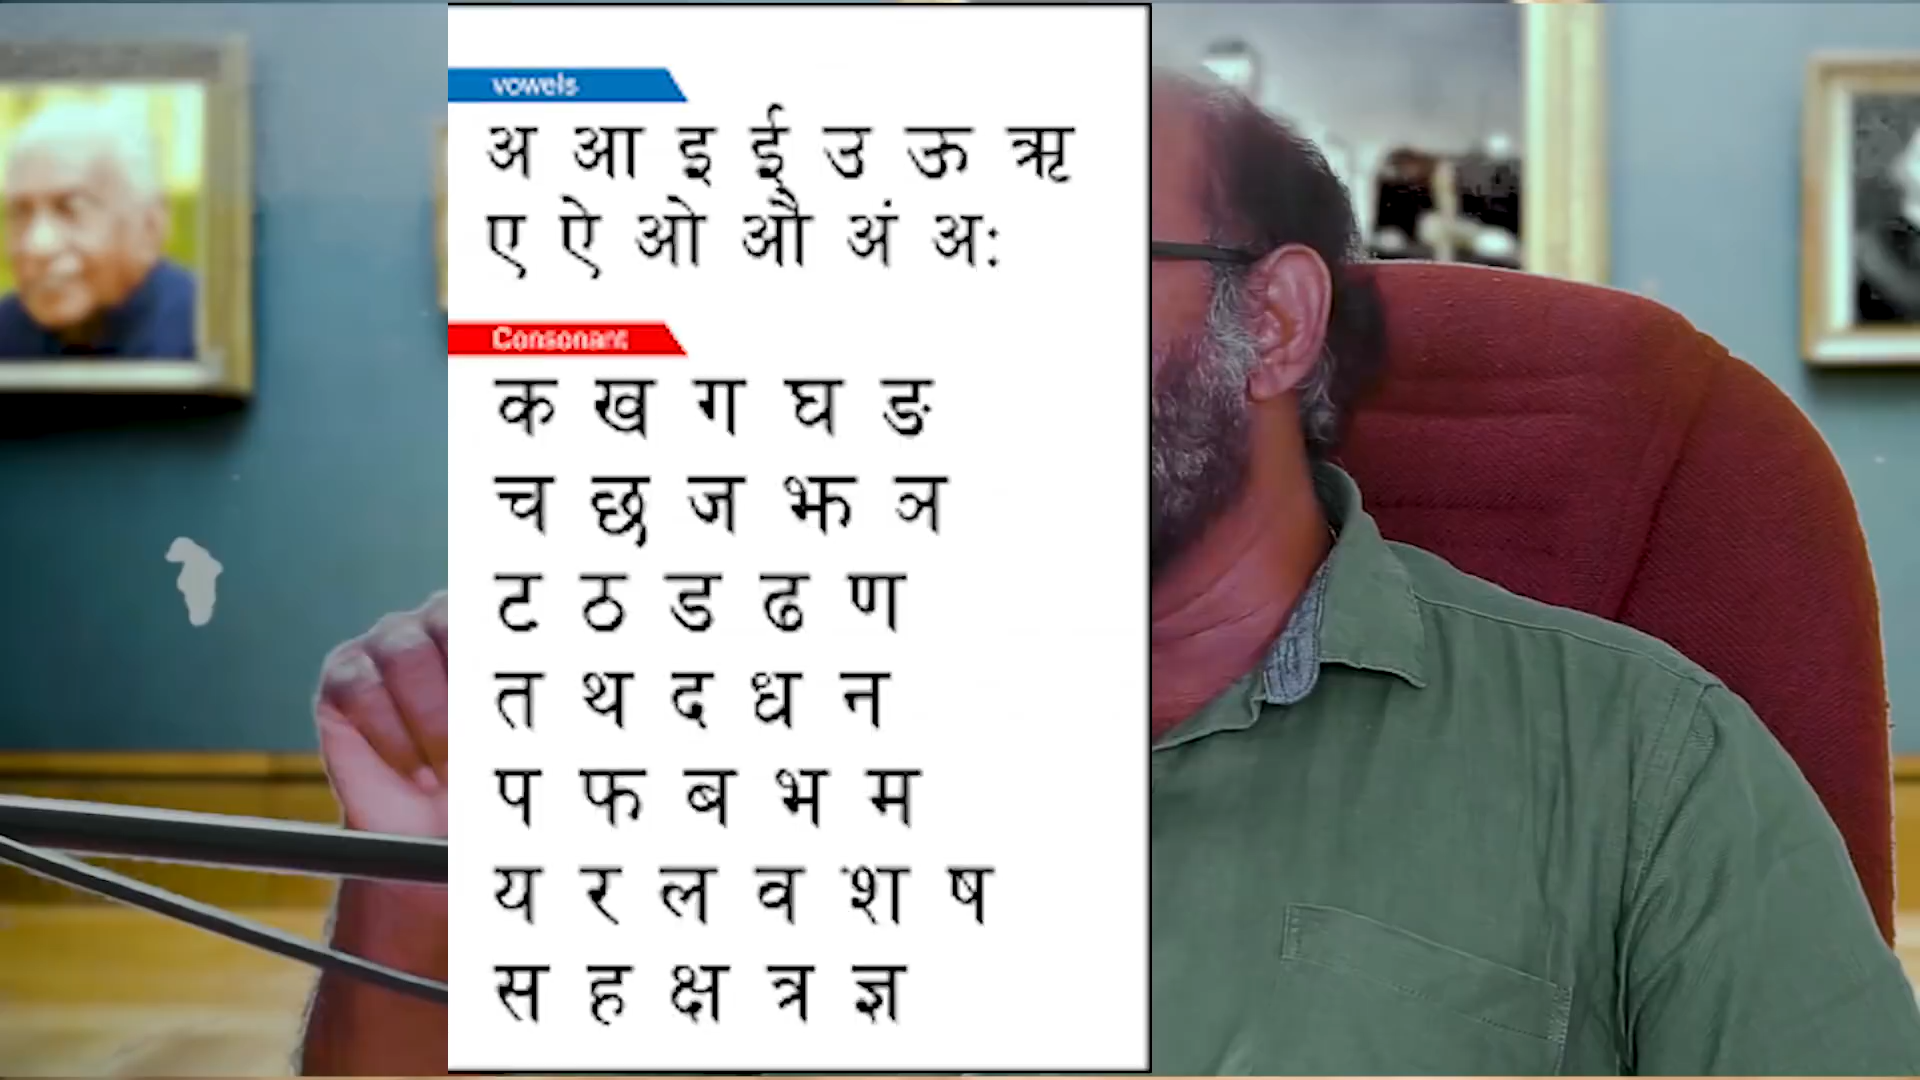 vowels
अ आ इ ई उ ऊ ऋ
ए ऐ ओ औ अं अः
Consonant
क ख ग घ ङ
च छ ज झ ञ
ट ठ ड ढ ण
त थ द ध न
प फ ब भ म
य र ल व श ष
स ह क्ष त्र ज्ञ